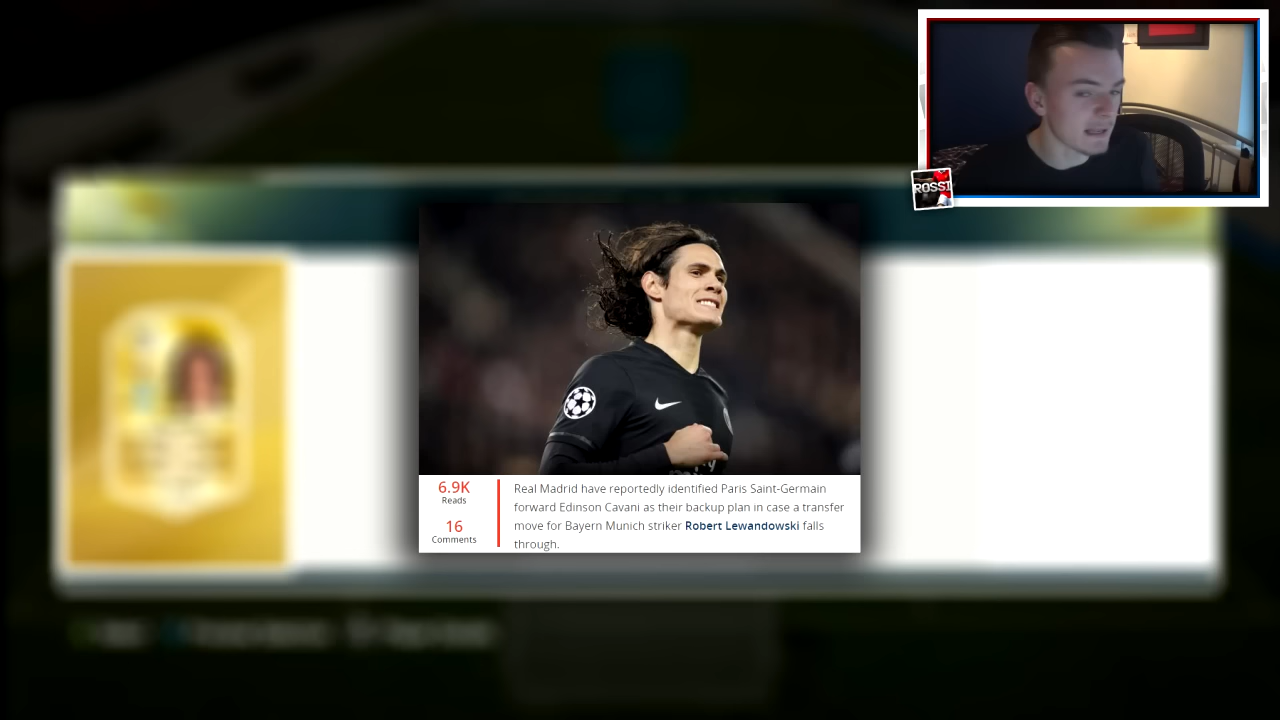 ROSSI
6.9K
Reads
16
Comments
Real Madrid have reportedly identified Paris Saint-Germain
forward Edinson Cavani as their backup plan in case a transfer
move for Bayern Munich striker Robert Lewandowski falls
through.